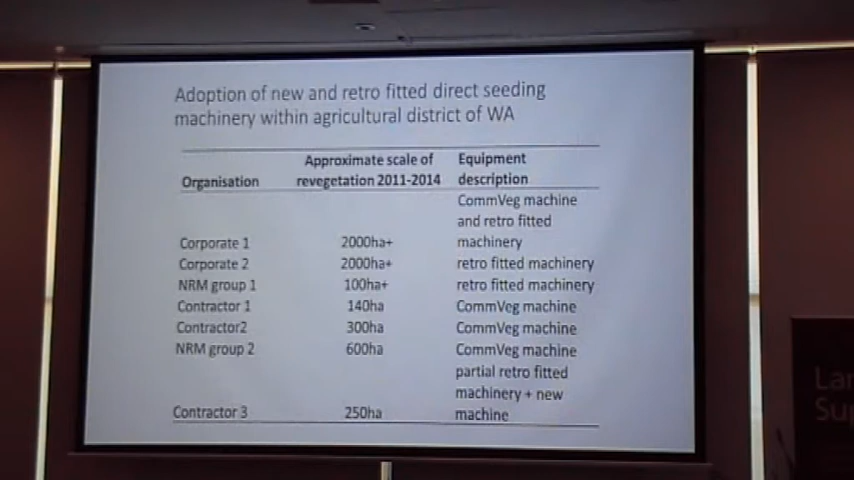 Adoption of new and retro fitted direct seeding
machinery within agricultural district of WA
Approximate scale of Equipment
Organisation revegetation 2011-2014 description
CommVeg machine
and retro fitted
Corporate 1 2000ha+ machinery
Corporate 2 2000ha+ retro fitted machinery
NRM group 1 100ha+ retro fitted machinery
Contractor 1 140ha CommVeg machine
Contractor2 300ha CommVeg machine
NRM group 2 600ha CommVeg machine
partial retro fitted
machinery + new
Contractor 3 250ha machine
Lan
Sup